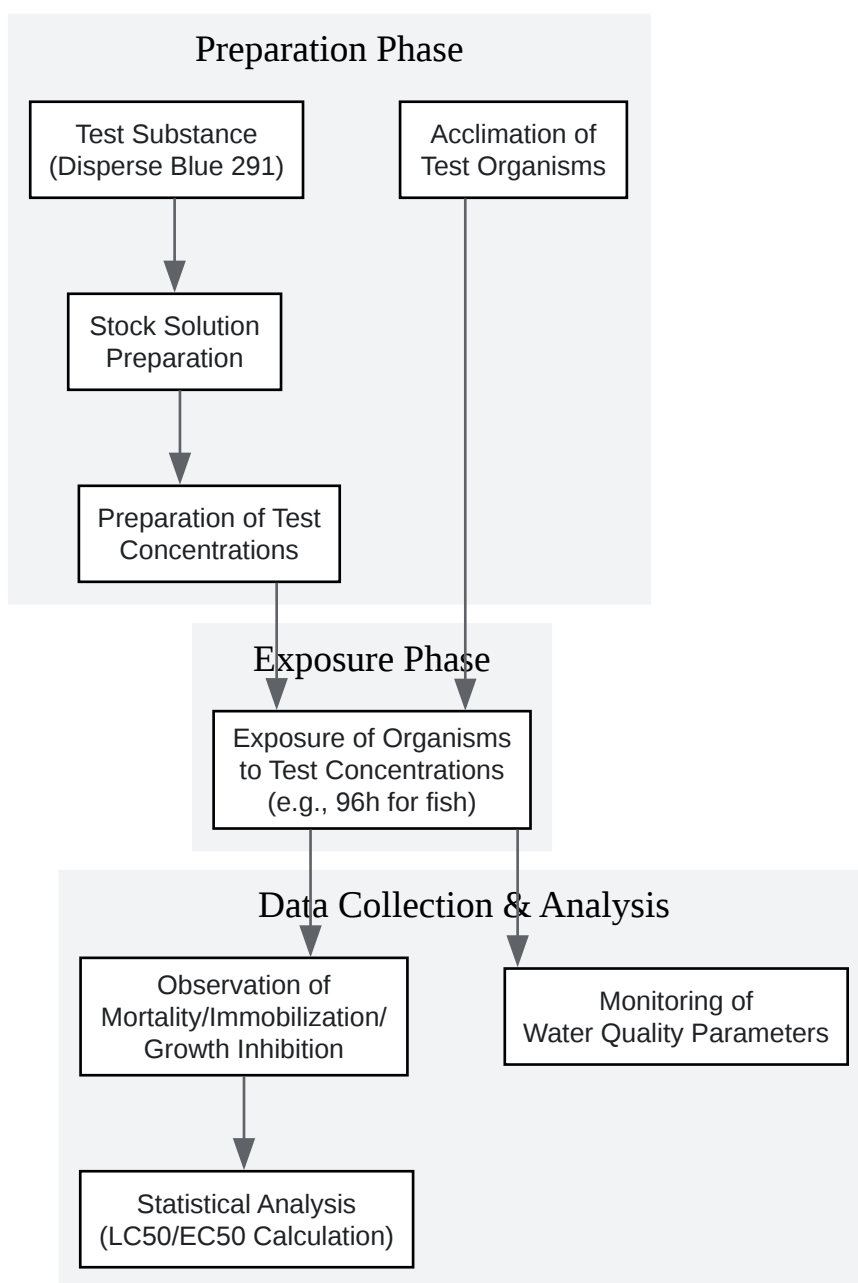 Preparation Phase
Test Substance
(Disperse Blue 291)
Acclimation of
Test Organisms
Stock Solution
Preparation
Preparation of Test
Concentrations
Exposure Phase
Exposure of Organisms
to Test Concentrations
(e.g., 96h for fish)
Data Collection & Analysis
Observation of
Mortality/Immobilization/
Growth Inhibition
Monitoring of
Water Quality Parameters
Statistical Analysis
(LC50/EC50 Calculation)